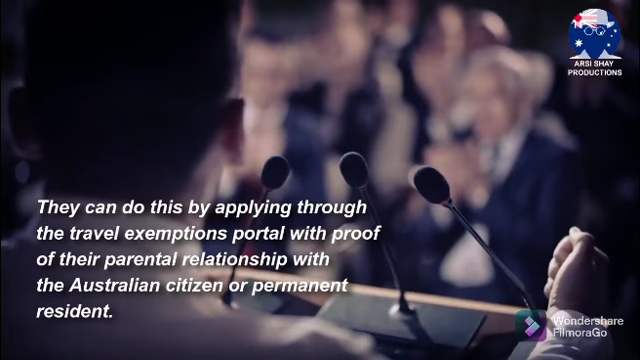 ARSI SHAY
PRODUCTIONS
They can do this by applying through
the travel exemptions portal with proof
of their parental relationship with
the Australian citizen or permanent
resident.
Wondershare
FilmoraGo